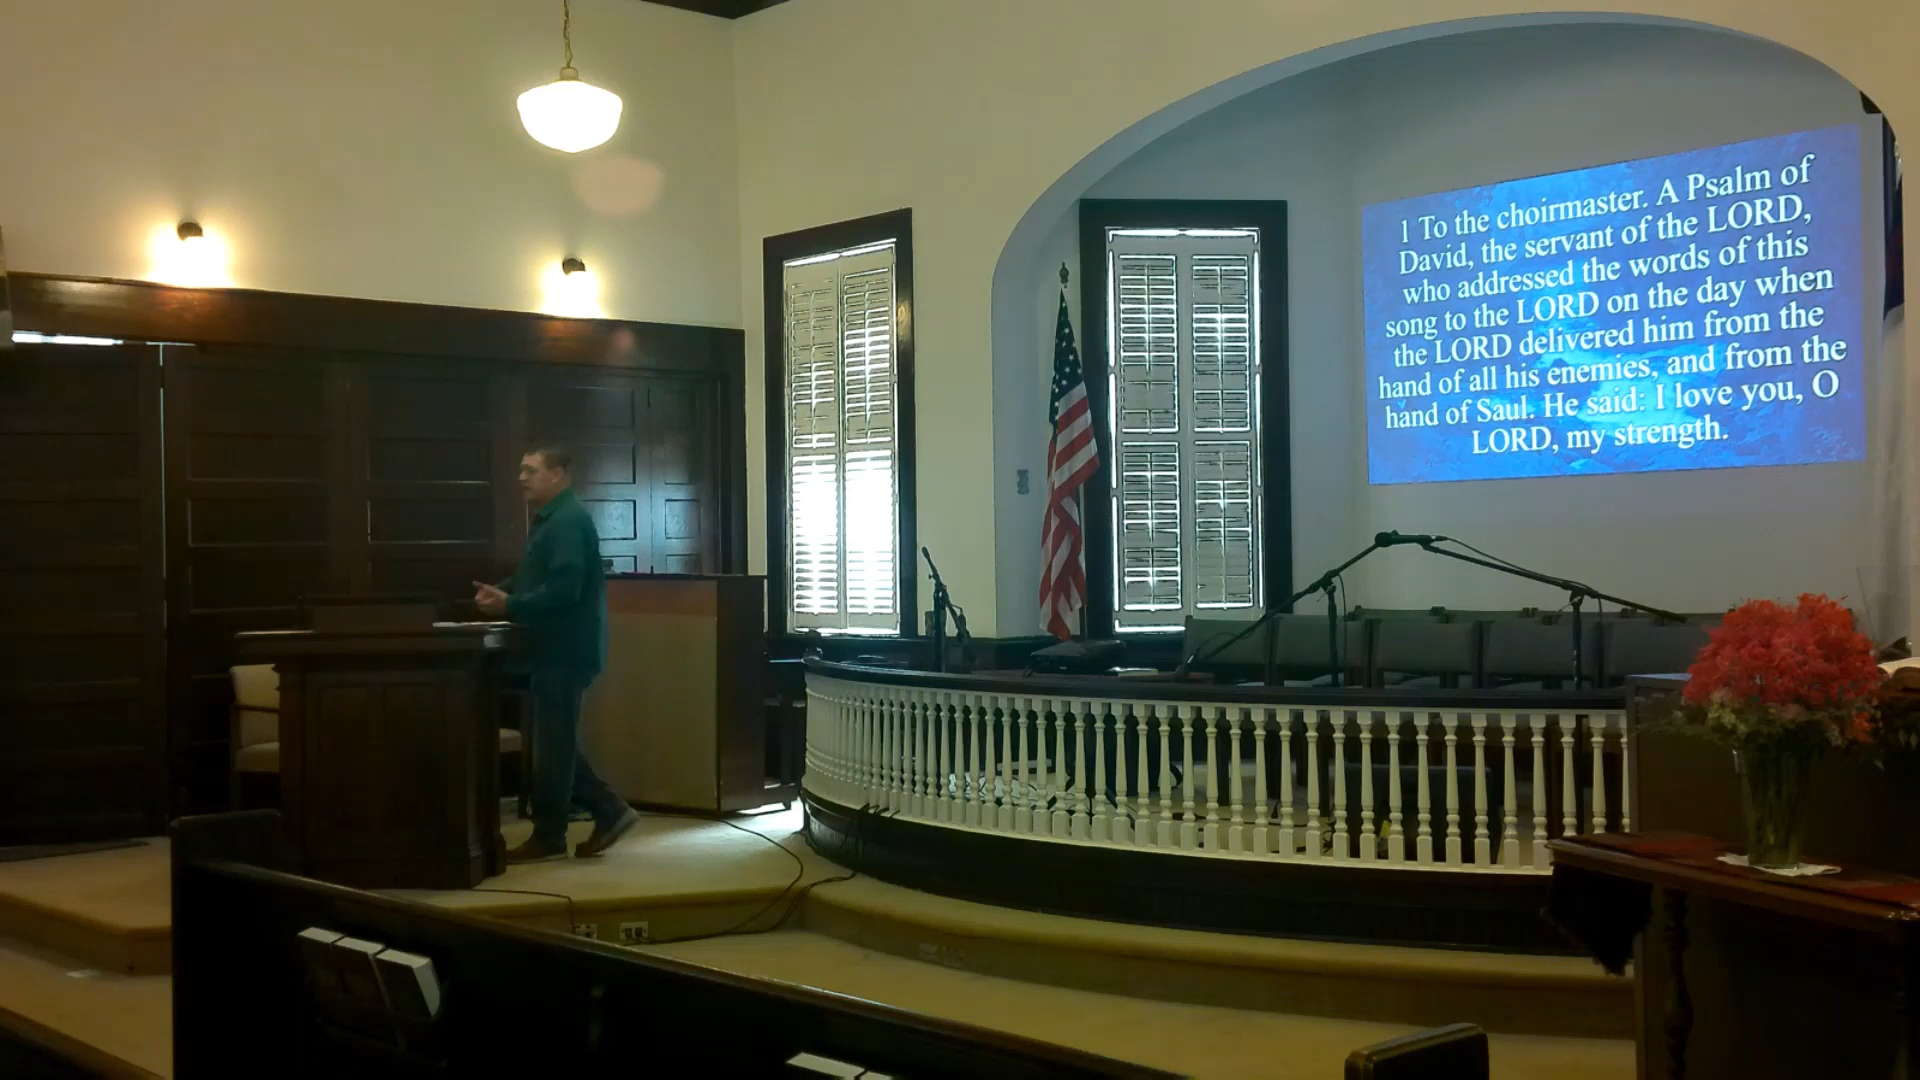 1 To the choirmaster. A Psalm of
David, the servant of the LORD,
who addressed the words of this
song to the LORD on the day when
the LORD delivered him from the
hand of all his enemies, and from the
hand of Saul. He said: I love you, O
LORD, my strength.